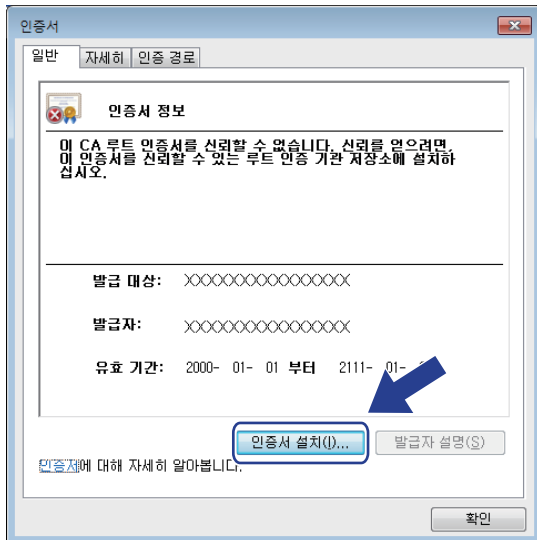 인증서
일반 자세히 인증 경로
인증서 정보
이 CA 루트 인증서를 신뢰할 수 없습니다. 신뢰를 얻으려면,
이 인증서를 신뢰할 수 있는 루트 인증 기관 저장소에 설치하
십시오.
발급 대상: XXXXXXXXXXXXXXXX
발급자: XXXXXXXXXXXXXXXX
유효 기간: 2000- 01- 01 부터 2111- 01-
인증서 설치(I)... 발급자 설명(S)
에 대해 자세히 알아봅니다.
확인